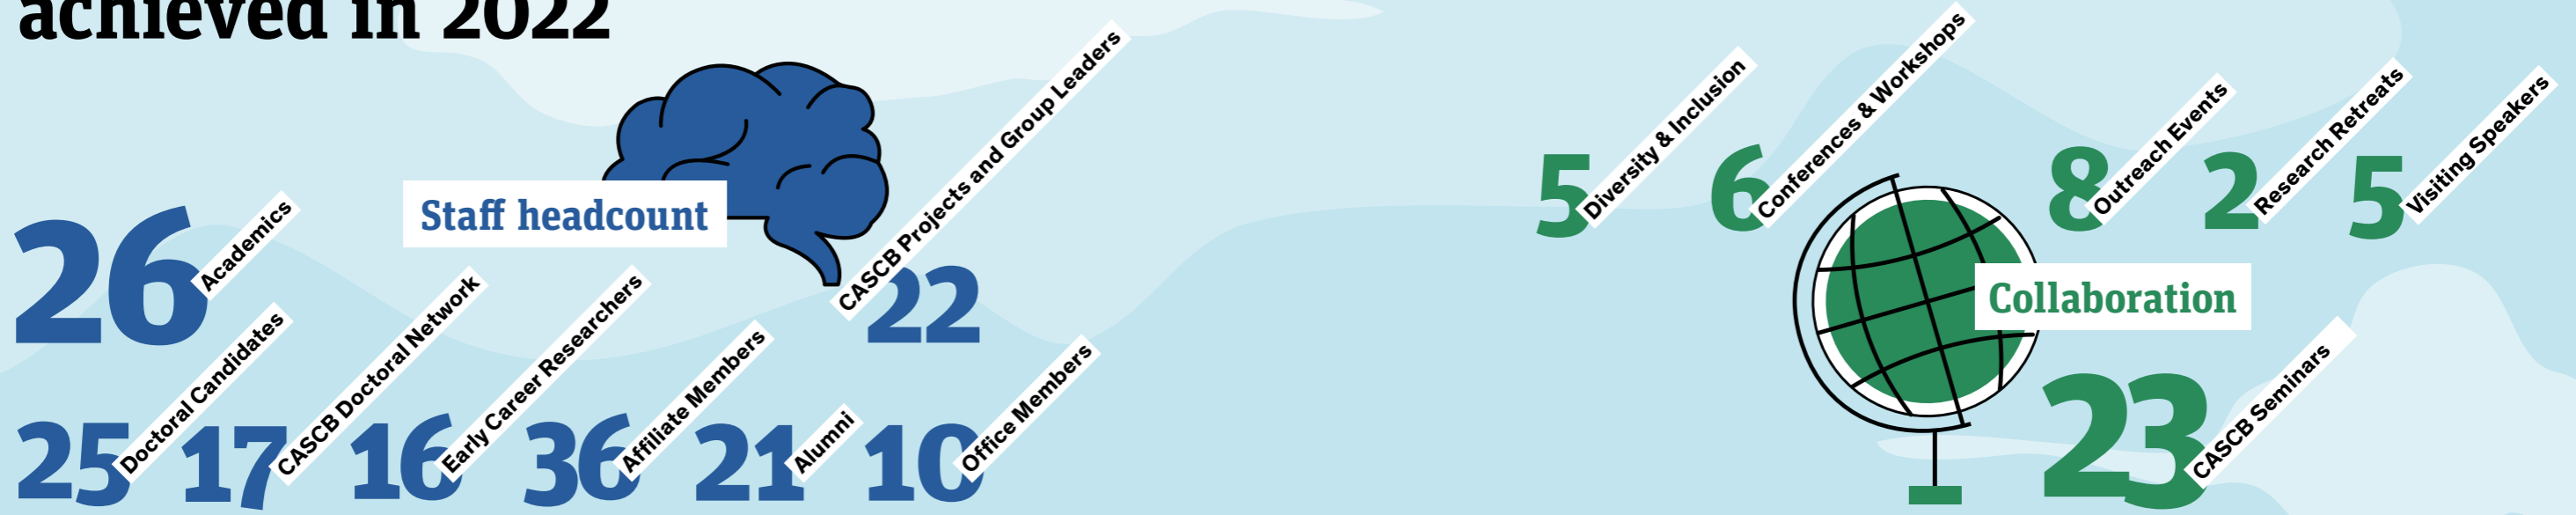 achieved in 2022
Staff headcount
26 Academics
22 CASCB Projects and Group Leaders
25 Doctoral Candidates
17 CASCB Doctoral Network
16 Early Career Researchers
36 Affiliate Members
21 Alumni
10 Office Members
5 Diversity & Inclusion
6 Conferences & Workshops
8 Outreach Events
2 Research Retreats
5 Visiting Speakers
Collaboration
23 CASCB Seminars